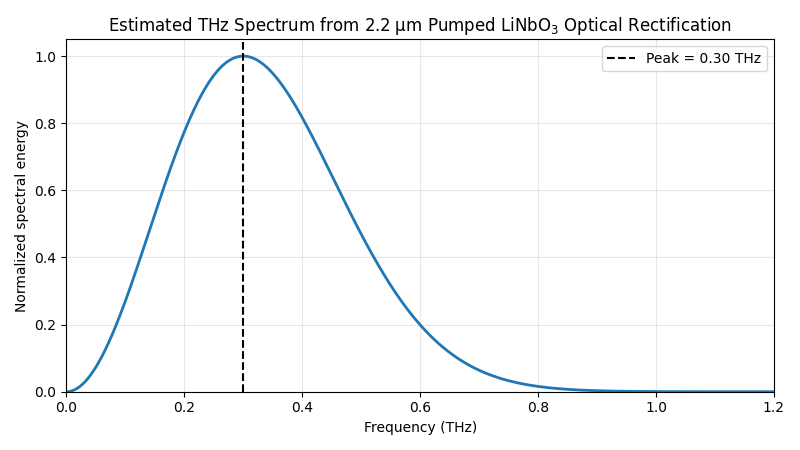 Estimated THz Spectrum from 2.2 μm Pumped LiNbO₃ Optical Rectification
Peak = 0.30 THz
Normalized spectral energy
1.0
0.8
0.6
0.4
0.2
0.0
0.0 0.2 0.4 0.6 0.8 1.0 1.2
Frequency (THz)